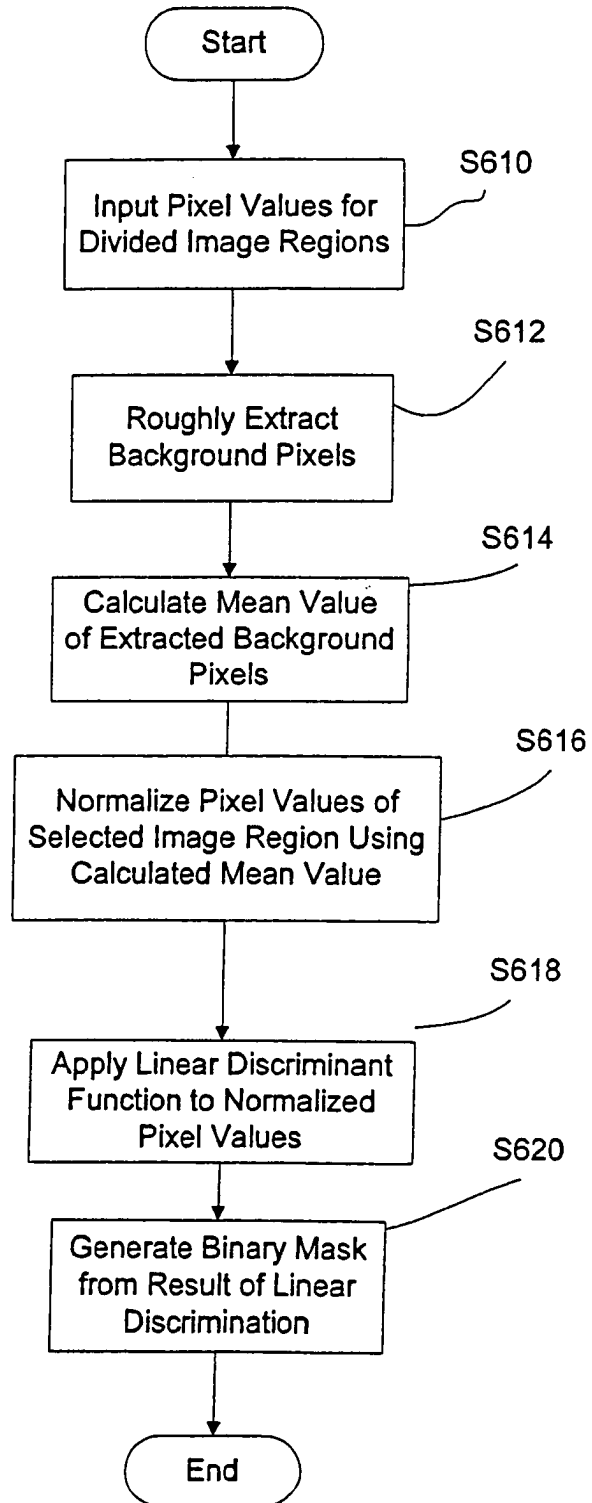 Start
S610
Input Pixel Values for
Divided Image Regions
S612
Roughly Extract
Background Pixels
S614
Calculate Mean Value
of Extracted Background
Pixels
S616
Normalize Pixel Values of
Selected Image Region Using
Calculated Mean Value
S618
Apply Linear Discriminant
Function to Normalized
Pixel Values
S620
Generate Binary Mask
from Result of Linear
Discrimination
End